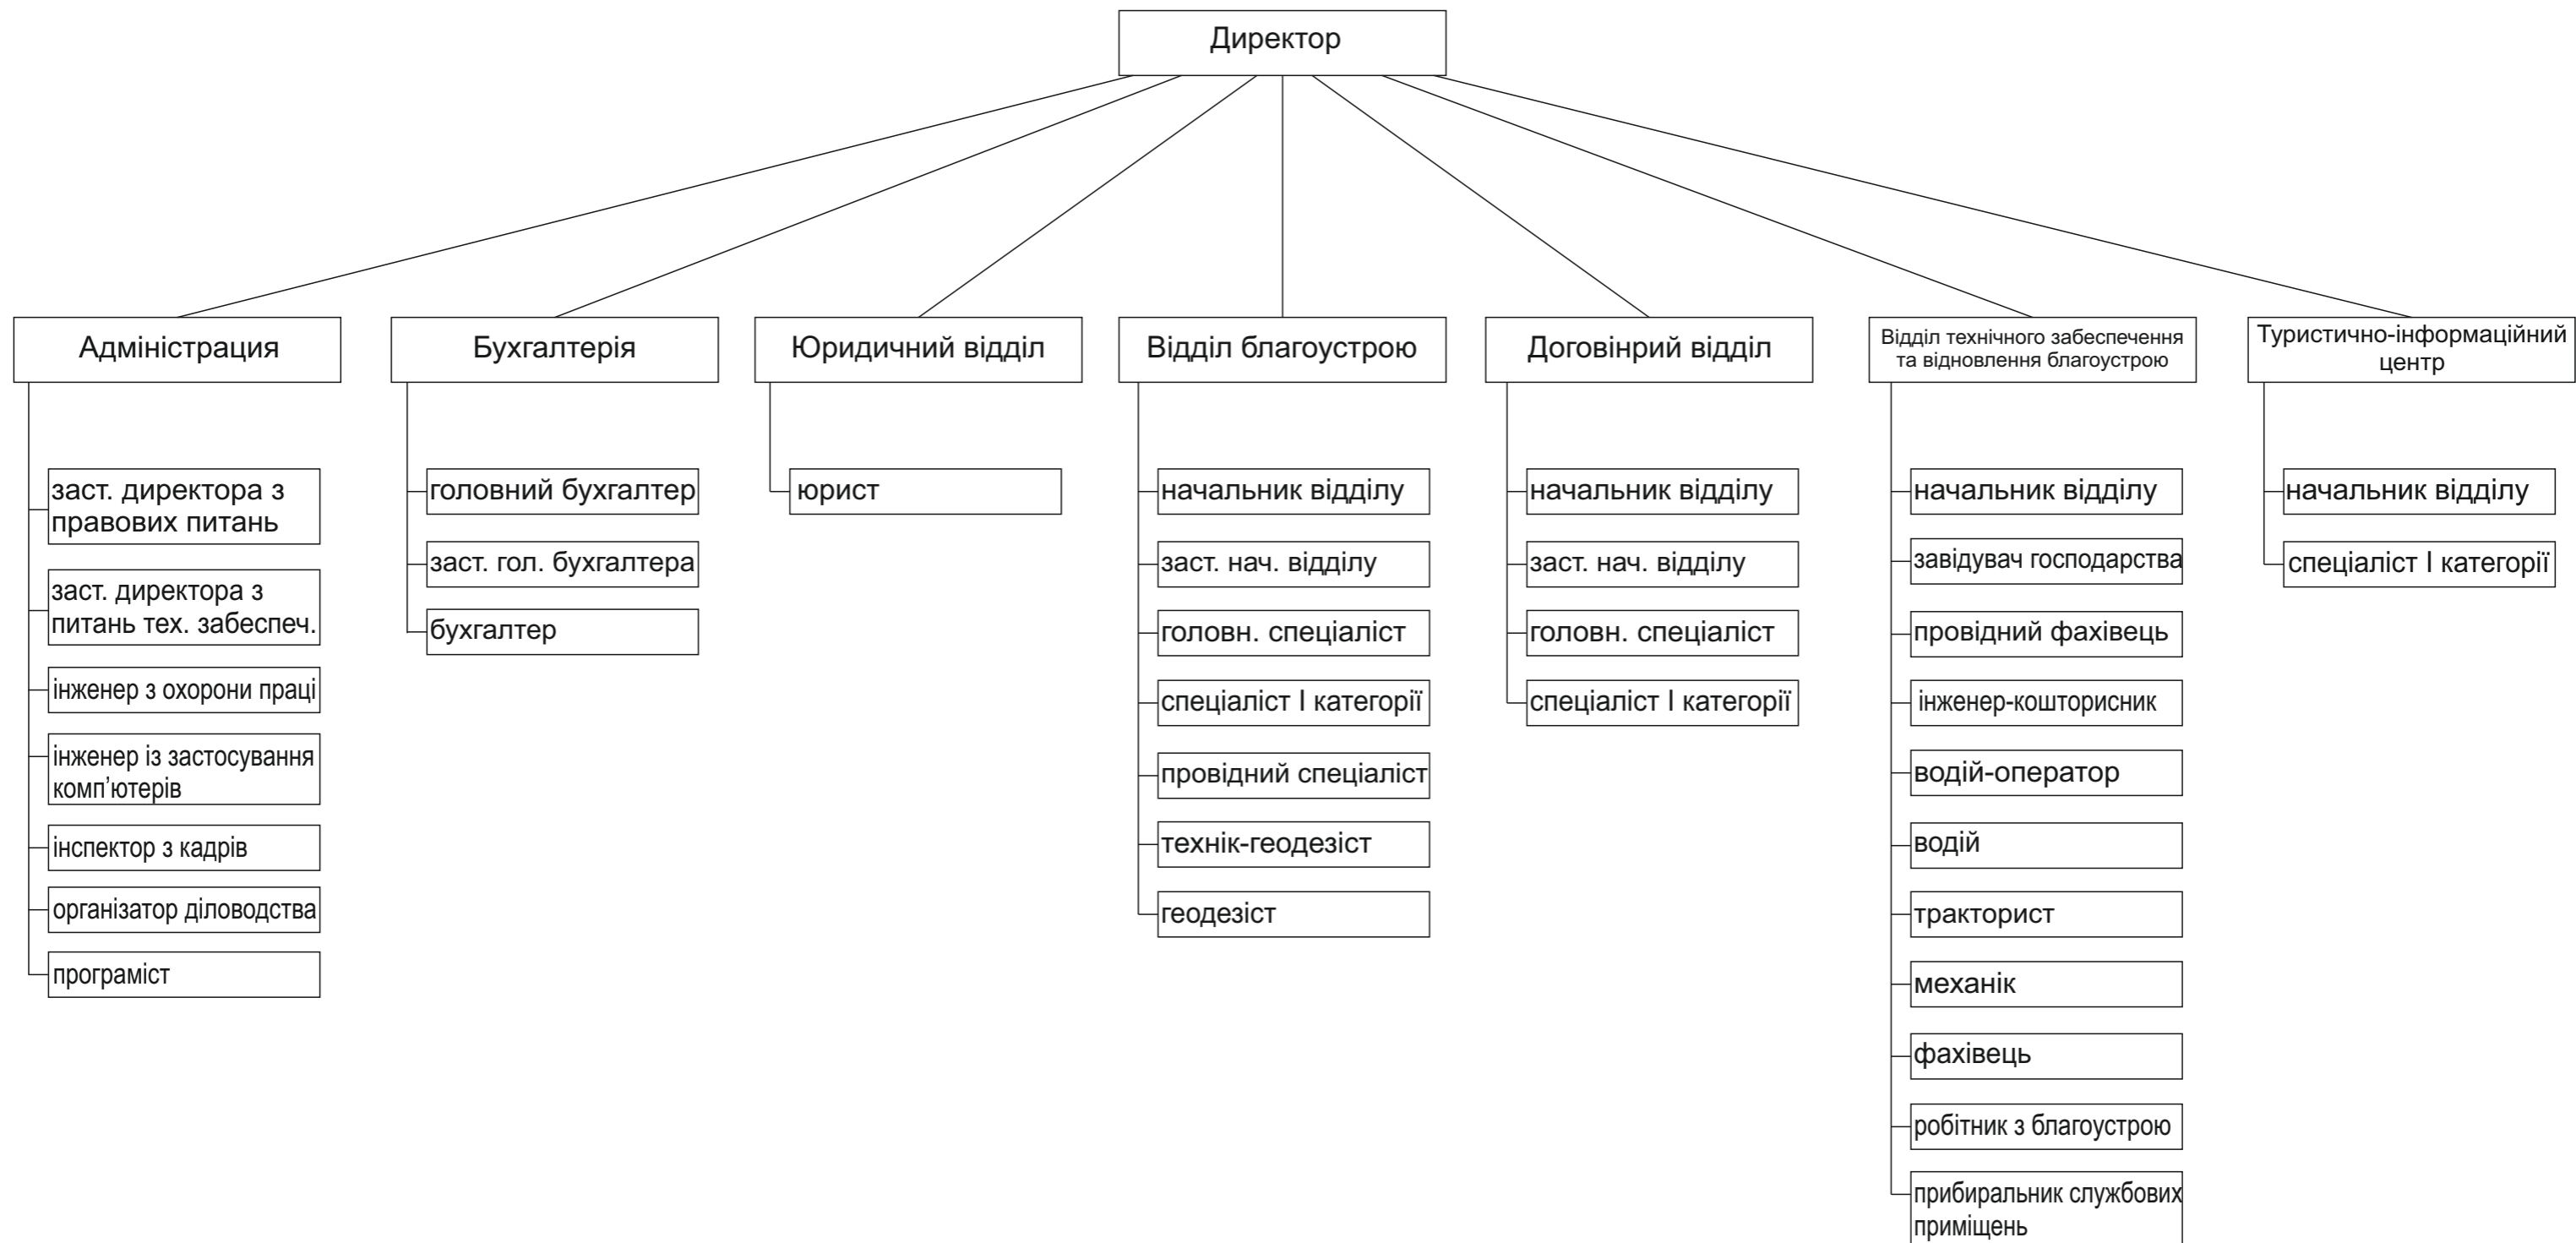 Директор
Адміністрация
Бухгалтерія
Юридичний відділ
Відділ благоустрою
Договінрий відділ
Відділ технічного забеспечення
та відновлення благоустрою
Туристично-інформаційний
центр
заст. директора з
правових питань
заст. директора з
питань тех. забеспеч.
інженер з охорони праці
інженер із застосування
комп’ютерів
інспектор з кадрів
організатор діловодства
програміст
головний бухгалтер
заст. гол. бухгалтера
бухгалтер
юрист
начальник відділу
заст. нач. відділу
головн. спеціаліст
спеціаліст I категорії
провідний спеціаліст
технік-геодезіст
геодезіст
начальник відділу
заст. нач. відділу
головн. спеціаліст
спеціаліст I категорії
начальник відділу
завідувач господарства
провідний фахівець
інженер-кошторисник
водій-оператор
водій
тракторист
механік
фахівець
робітник з благоустрою
прибиральник службових
приміщень
начальник відділу
спеціаліст I категорії